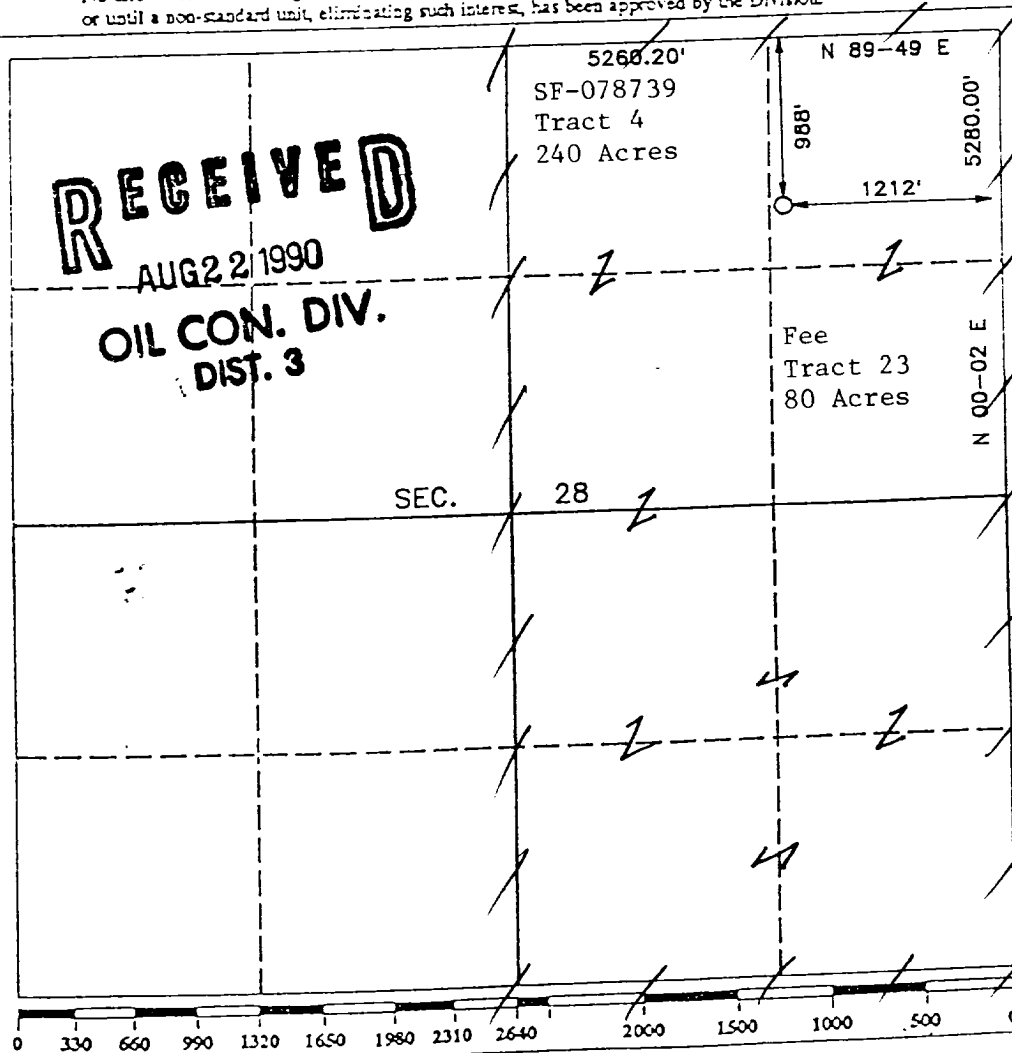 or until a non-standard unit, eliminating such interest, has been approved by the Division.
5260.20'
N 89-49 E
SF-078739
Tract 4
240 Acres
988'
5280.00'
1212'
RECEIVED
AUG 22 1990
OIL CON. DIV.
DIST. 3
Fee
Tract 23
80 Acres
N 00-02 E
SEC. 28
0 330 660 990 1320 1650 1980 2310 2640 2000 1500 1000 500 0